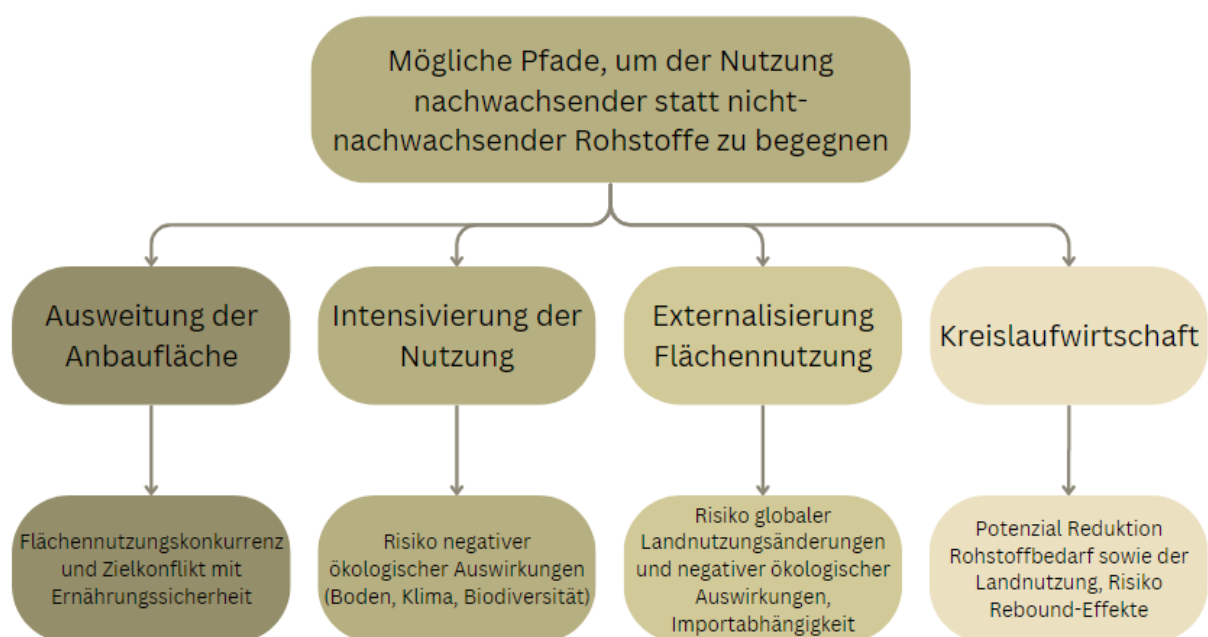 Mögliche Pfade, um der Nutzung
nachwachsender statt nicht-
nachwachsender Rohstoffe zu begegnen
Ausweitung der
Anbaufläche
Intensivierung der
Nutzung
Externalisierung
Flächennutzung
Kreislaufwirtschaft
Flächennutzungskonkurrenz
und Zielkonflikt mit
Ernährungssicherheit
Risiko negativer
ökologischer Auswirkungen
(Boden, Klima, Biodiversität)
Risiko globaler
Landnutzungsänderungen
und negativer ökologischer
Auswirkungen,
Importabhängigkeit
Potenzial Reduktion
Rohstoffbedarf sowie der
Landnutzung, Risiko
Rebound-Effekte